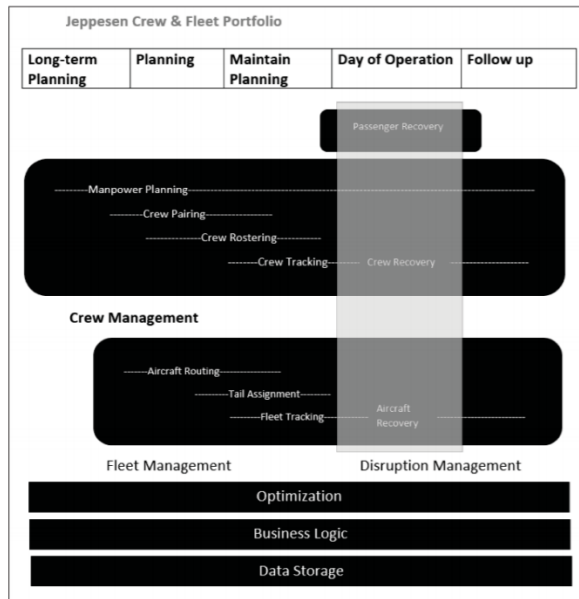 Jeppesen Crew & Fleet Portfolio
Long-term Planning
Planning
Maintain Planning
Day of Operation
Follow up
Passenger Recovery
Manpower Planning
Crew Pairing
Crew Rostering
Crew Tracking
Crew Recovery
Crew Management
Aircraft Routing
Tail Assignment
Fleet Tracking
Aircraft
Recovery
Fleet Management
Disruption Management
Optimization
Business Logic
Data Storage